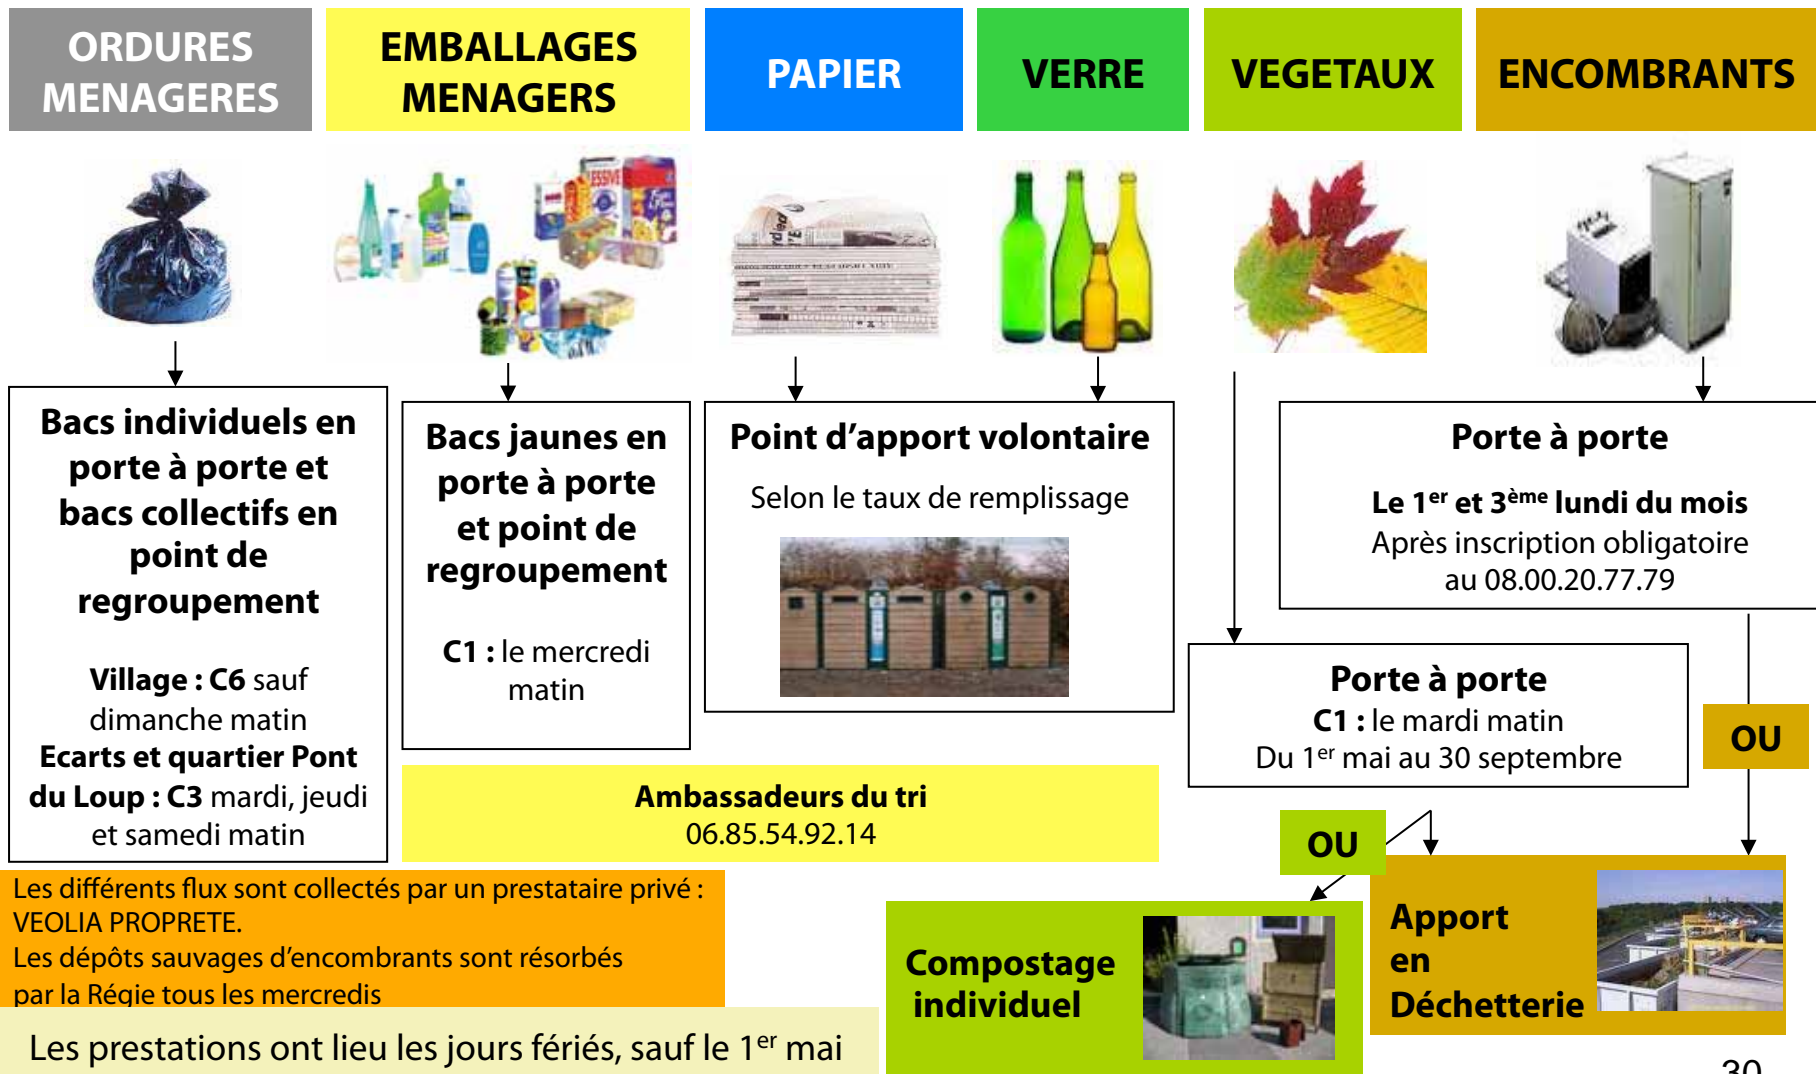 ORDURES
MENAGERES
EMBALLAGES
MENAGERS
PAPIER
VERRE
VEGETAUX
ENCOMBRANTS
Bacs individuels en
porte à porte et
bacs collectifs en
point de
regroupement
Village : C6 sauf
dimanche matin
Ecarts et quartier Pont
du Loup : C3 mardi, jeudi
et samedi matin
Bacs jaunes en
porte à porte
et point de
regroupement
C1 : le mercredi
matin
Point d’apport volontaire
Selon le taux de remplissage
Porte à porte
Le 1er et 3ème lundi du mois
Après inscription obligatoire
au 08.00.20.77.79
Porte à porte
C1 : le mardi matin
Du 1er mai au 30 septembre
OU
Ambassadeurs du tri
06.85.54.92.14
OU
Les différents flux sont collectés par un prestataire privé :
VEOLIA PROPRETE.
Les dépôts sauvages d’encombrants sont résorbés
par la Régie tous les mercredis
Compostage
individuel
Apport
en
Déchetterie
Les prestations ont lieu les jours fériés, sauf le 1er mai
30